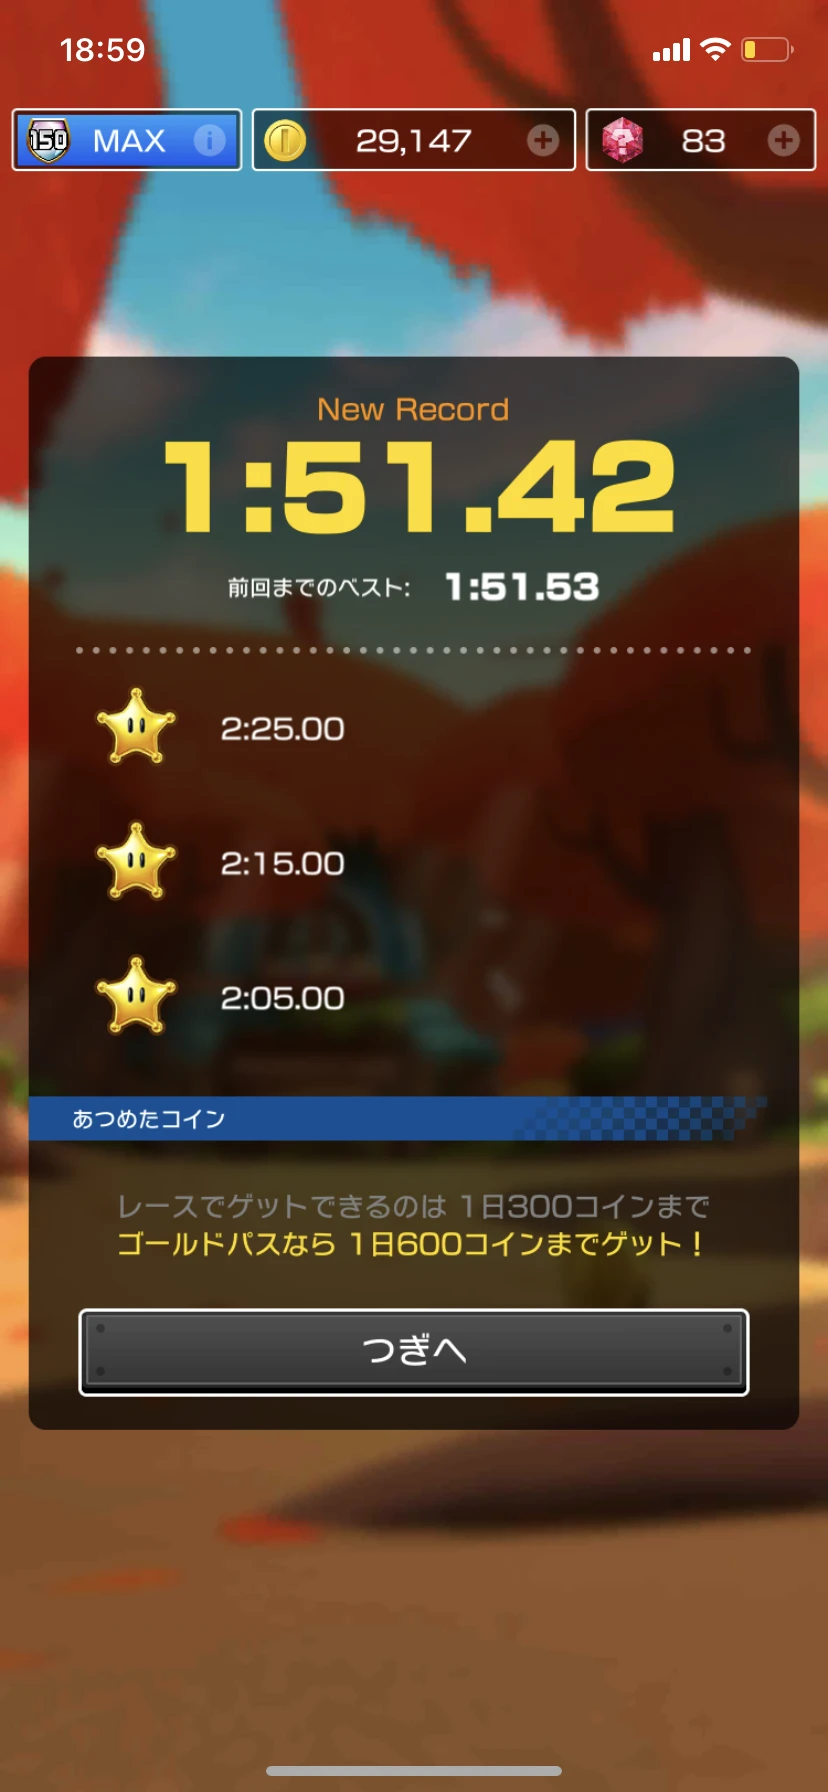 18:59
150 MAX 29,147 83
New Record
1:51.42
前回までのベスト: 1:51.53
2:25.00
2:15.00
2:05.00
あつめたコイン
レースでゲットできるのは 1日300コインまで
ゴールドパスなら 1日600コインまでゲット！
つぎへ